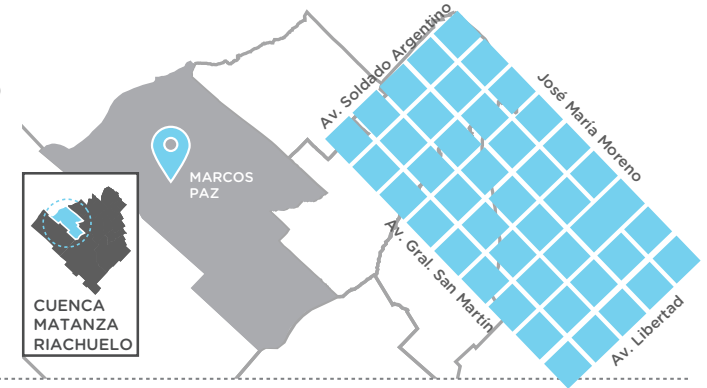 Av. Soldado Argentino
José María Moreno
MARCOS
PAZ
Av. Gral. San Martín
Av. Libertad
CUENCA
MATANZA
RIACHUELO